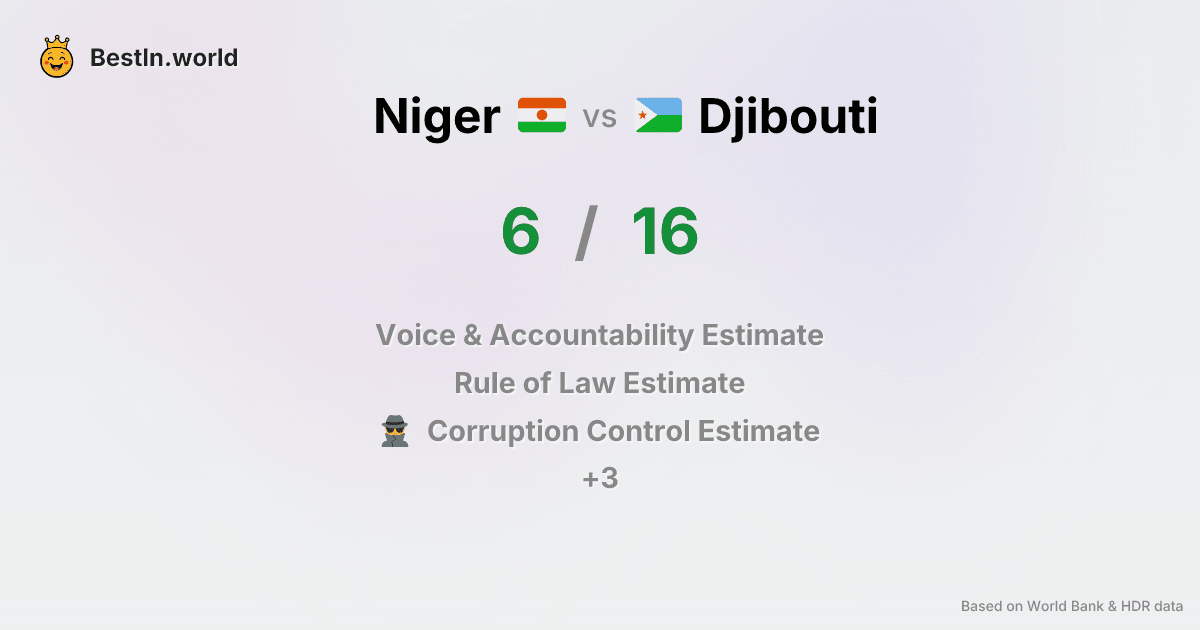 BestIn.world
Niger vs Djibouti
6 / 16
Voice & Accountability Estimate
Rule of Law Estimate
Corruption Control Estimate
+3
Based on World Bank & HDR data